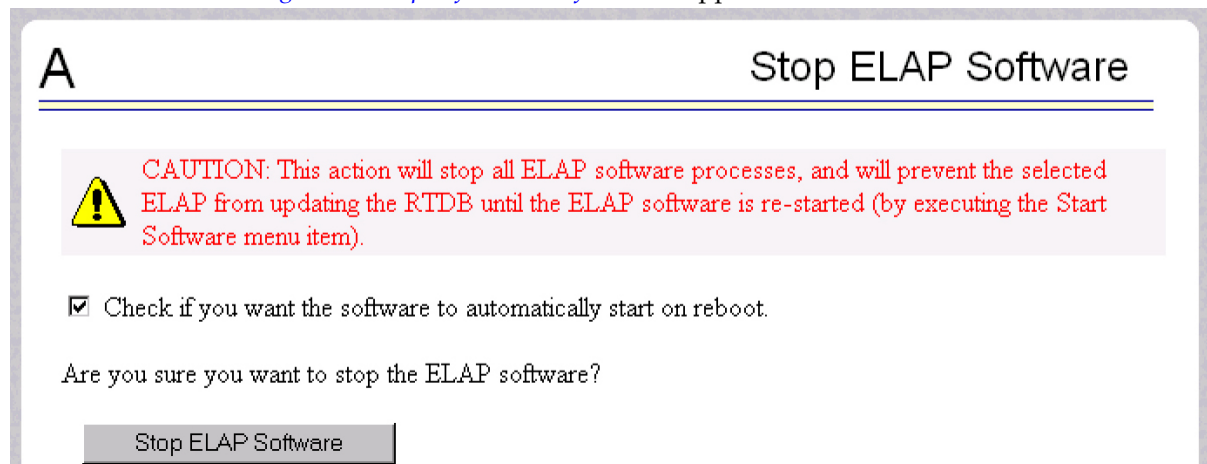 A
Stop ELAP Software
CAUTION: This action will stop all ELAP software processes, and will prevent the selected
ELAP from updating the RTDB until the ELAP software is re-started (by executing the Start
Software menu item).
Check if you want the software to automatically start on reboot.
Are you sure you want to stop the ELAP software?
Stop ELAP Software